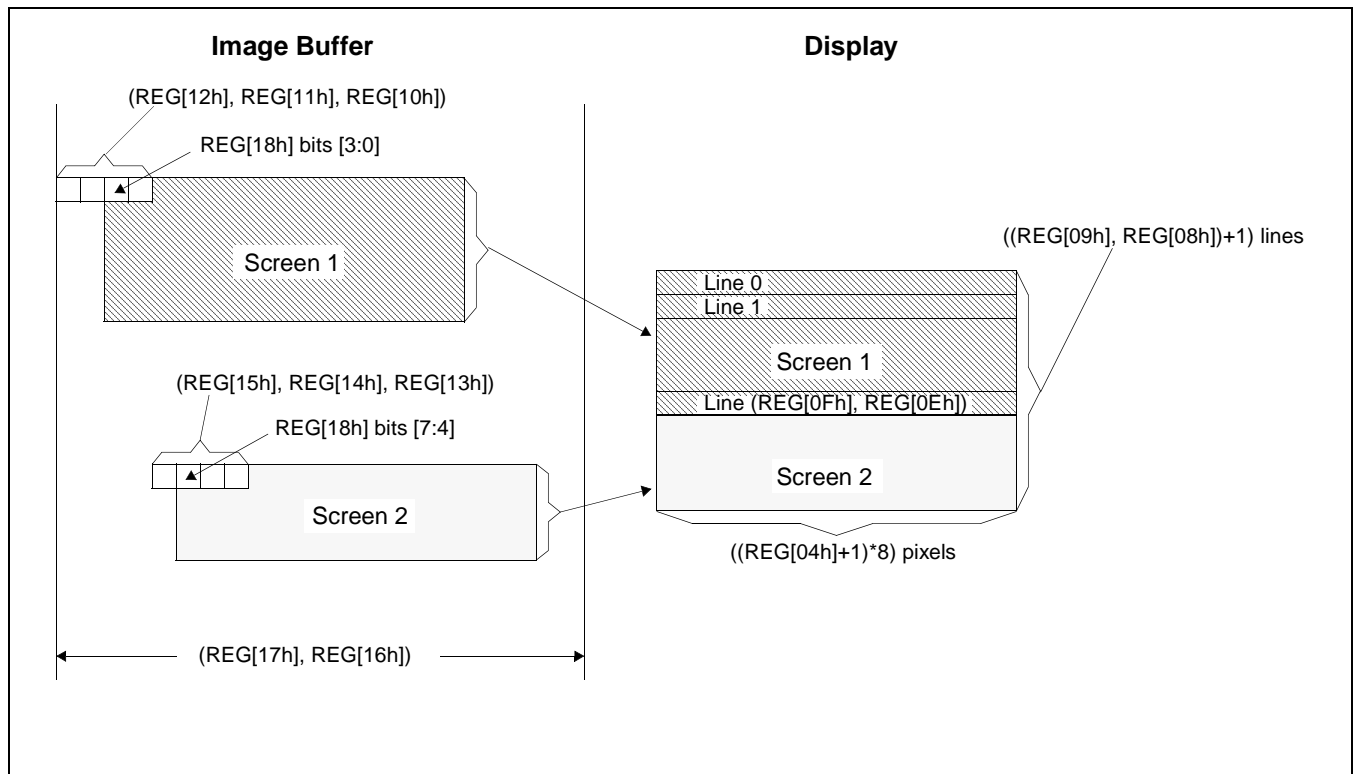 Image Buffer
Display
(REG[12h], REG[11h], REG[10h])
REG[18h] bits [3:0]
Screen 1
((REG[09h], REG[08h])+1) lines
Line 0
Line 1
Screen 1
Line (REG[0Fh], REG[0Eh])
(REG[15h], REG[14h], REG[13h])
REG[18h] bits [7:4]
Screen 2
Screen 2
((REG[04h]+1)*8) pixels
(REG[17h], REG[16h])